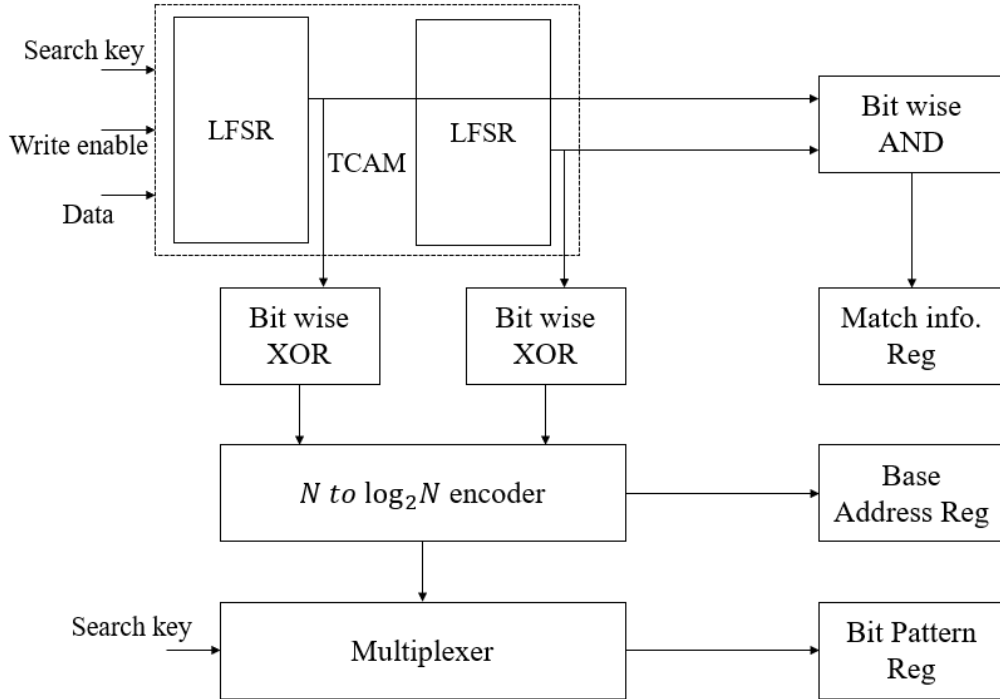 Search key
Write enable
Data
LFSR
TCAM
LFSR
Bit wise
AND
Bit wise
XOR
Bit wise
XOR
Match info.
Reg
N to log₂N encoder
Base
Address Reg
Search key
Multiplexer
Bit Pattern
Reg